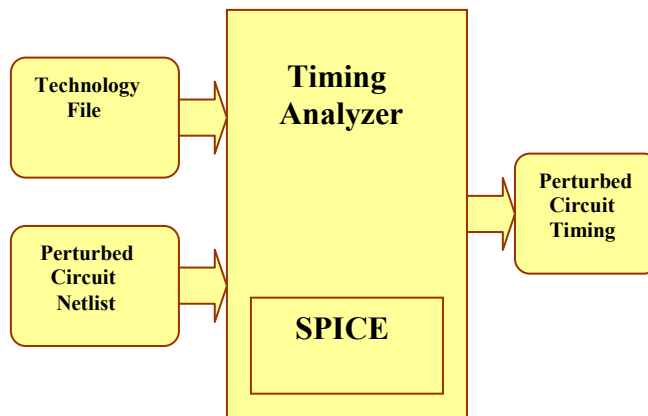 Technology
File
Timing
Analyzer
Perturbed
Circuit
Netlist
SPICE
Perturbed
Circuit
Timing